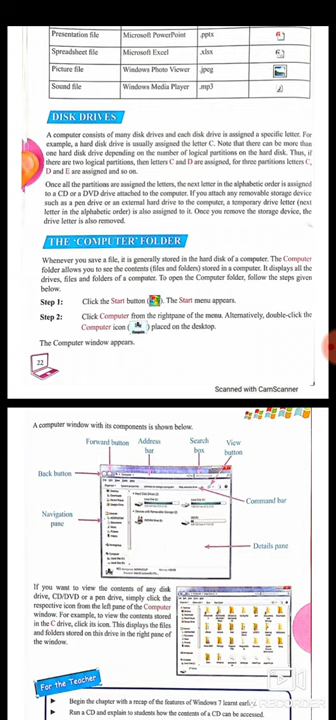 Presentation file Microsoft PowerPoint .pptx
Spreadsheet file Microsoft Excel .xlsx
Picture file Windows Photo Viewer .jpeg
Sound file Windows Media Player .mp3
DISK DRIVES
A computer consists of many disk drives and each disk drive is assigned a specific letter. For
example, a hard disk drive is usually assigned the letter C. Note that there can be more than
one hard disk drive depending on the number of logical partitions on the hard disk. Thus, if
there are two logical partitions, then letters C and D are assigned, for three partitions letters C,
D and E are assigned and so on.
Once all the partitions are assigned the letters, the next letter in the alphabetic order is assigned
to a CD or a DVD drive attached to the computer. If you attach any removable storage device
such as a pen drive or an external hard drive to the computer, a temporary drive letter (next
letter in the alphabetic order) is also assigned to it. Once you remove the storage device, the
drive letter is also removed.
THE 'COMPUTER' FOLDER
Whenever you save a file, it is generally stored in the hard disk of a computer. The Computer
folder allows you to see the contents (files and folders) stored in a computer. It displays all the
drives, files and folders of a computer. To open the Computer folder, follow the steps given
below.
Step 1: Click the Start button ( ). The Start menu appears.
Step 2: Click Computer from the rightpane of the menu. Alternatively, double-click the
Computer icon ( ) placed on the desktop.
The Computer window appears.
22
Scanned with CamScanner
A computer window with its components is shown below.
Forward button Address bar Search box View button
Back button
Command bar
Navigation pane
Details pane
If you want to view the contents of any disk
drive, CD/DVD or a pen drive, simply click the
respective icon from the left pane of the Computer
window. For example, to view the contents stored
in the C drive, click its icon. This displays the files
and folders stored on this drive in the right pane of
the window.
For the Teacher
Begin the chapter with a recap of the features of Windows 7 learnt earli
Run a CD and explain to students how the contents of a CD can be accessed.